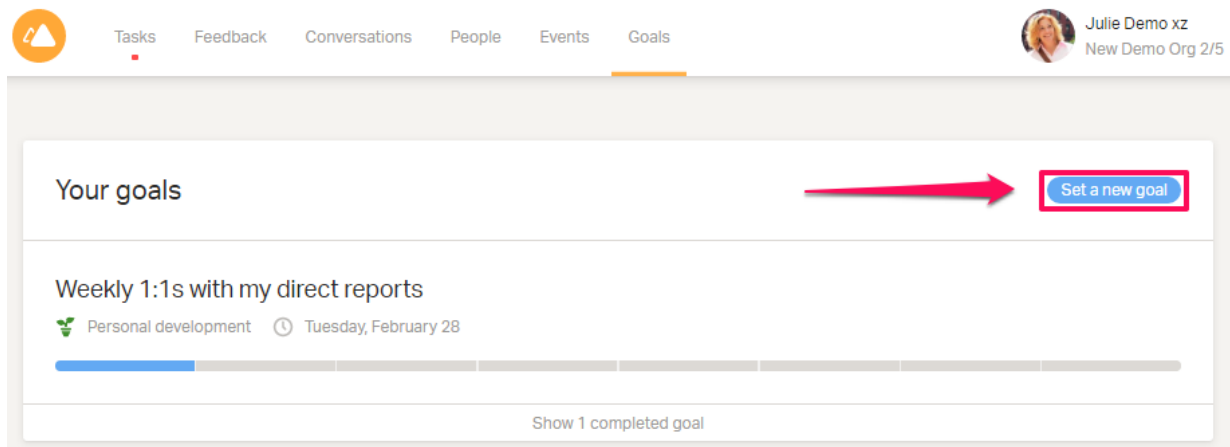 Tasks Feedback Conversations People Events Goals
Julie Demo xz
New Demo Org 2/5
Your goals
Set a new goal
Weekly 1:1s with my direct reports
Personal development Tuesday, February 28
Show 1 completed goal